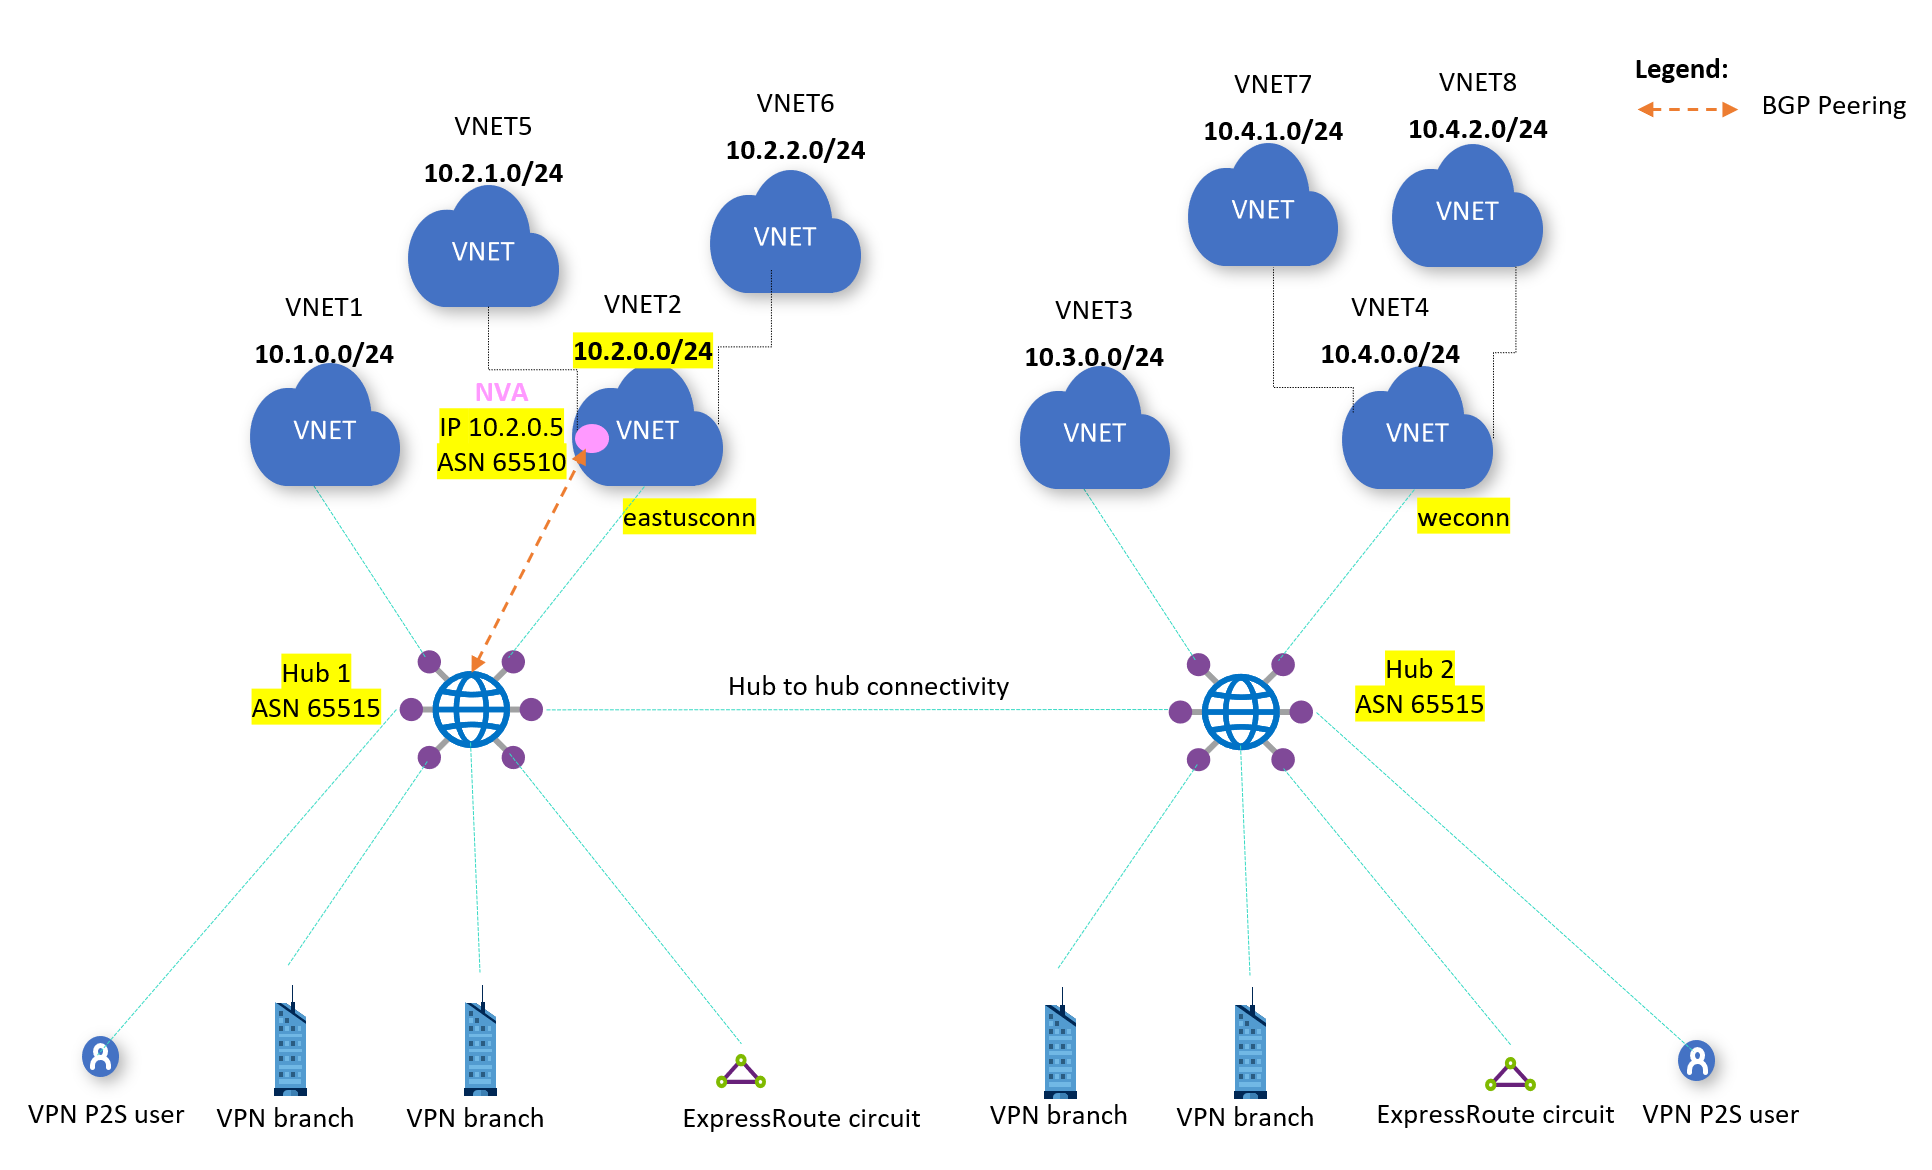 Legend:
BGP Peering
VNET5
10.2.1.0/24
VNET
VNET6
10.2.2.0/24
VNET
VNET7
10.4.1.0/24
VNET
VNET8
10.4.2.0/24
VNET
VNET1
10.1.0.0/24
VNET
VNET2
10.2.0.0/24
NVA
IP 10.2.0.5
ASN 65510
VNET
eastusconn
VNET3
10.3.0.0/24
VNET
VNET4
10.4.0.0/24
VNET
weconn
Hub 1
ASN 65515
Hub to hub connectivity
Hub 2
ASN 65515
VPN P2S user
VPN branch
VPN branch
ExpressRoute circuit
VPN branch
VPN branch
ExpressRoute circuit
VPN P2S user